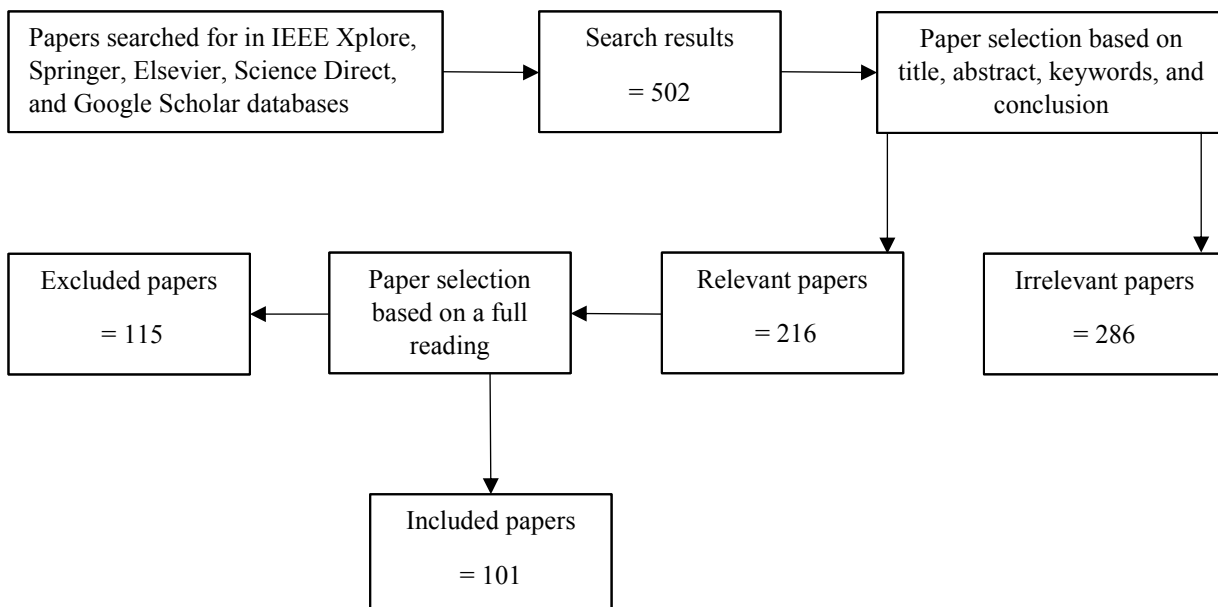 Papers searched for in IEEE Xplore,
Springer, Elsevier, Science Direct,
and Google Scholar databases
Search results
= 502
Paper selection based on
title, abstract, keywords, and
conclusion
Excluded papers
= 115
Paper selection
based on a full
reading
Relevant papers
= 216
Irrelevant papers
= 286
Included papers
= 101